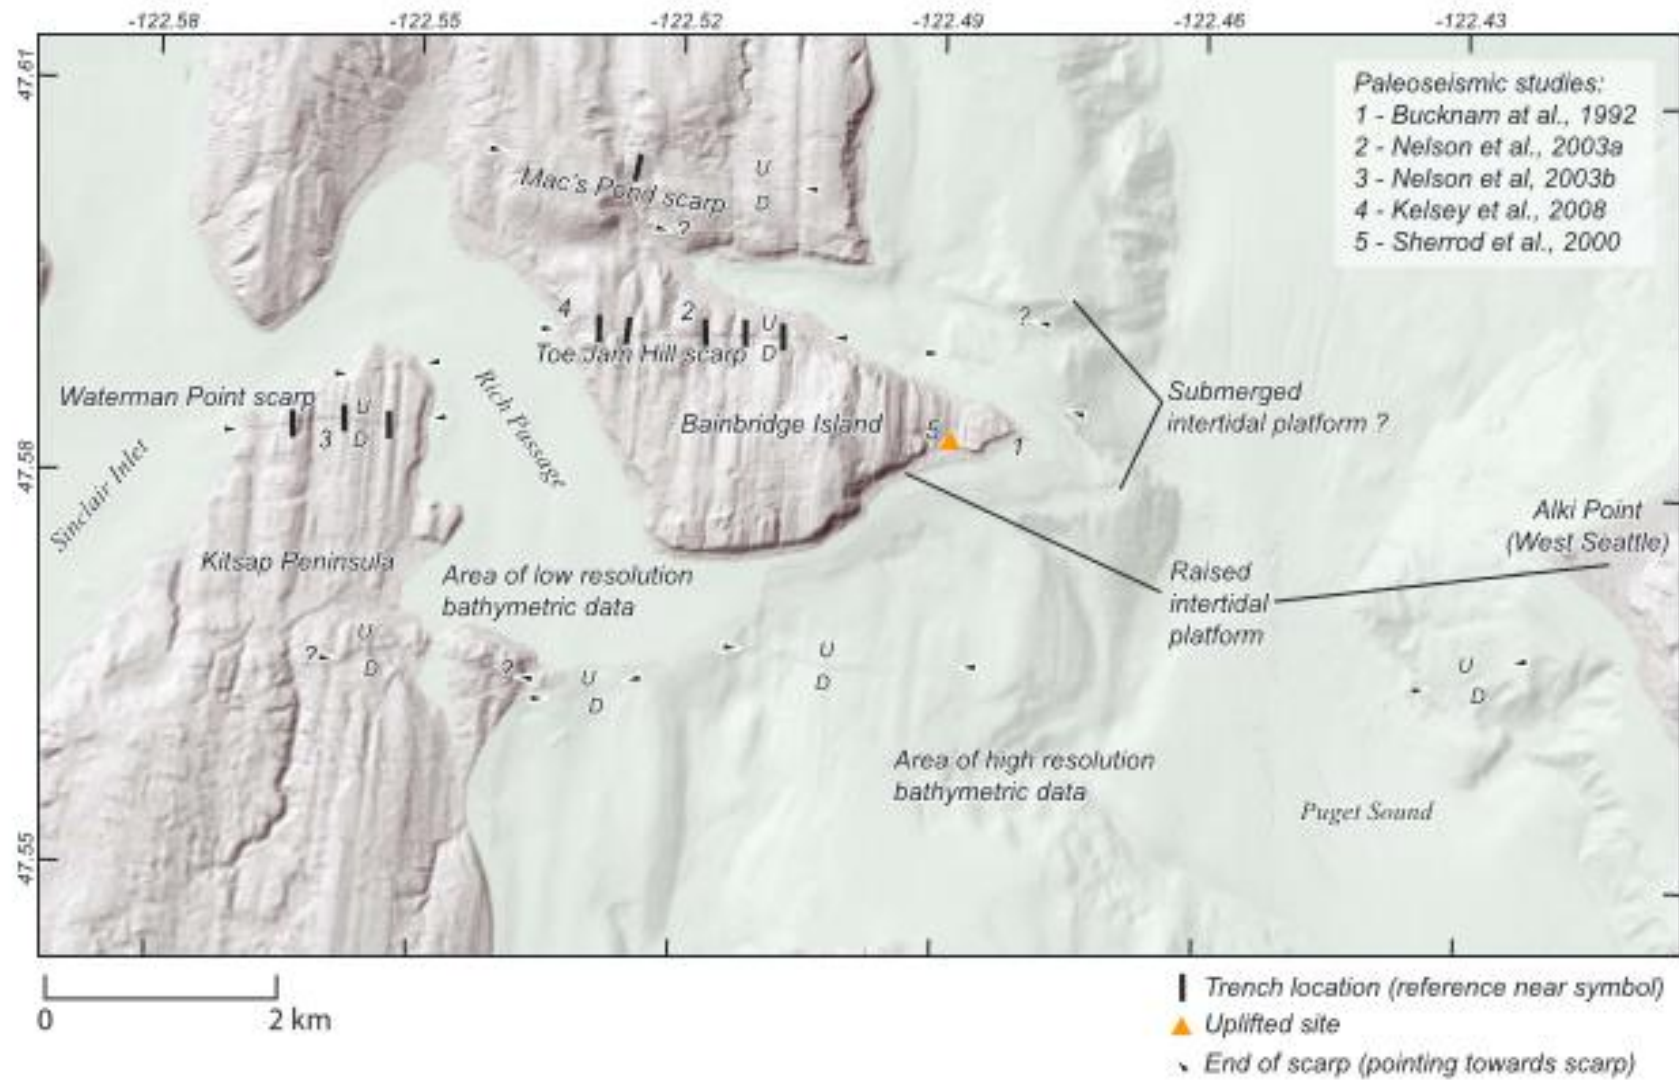 -122.58 -122.55 -122.52 -122.49 -122.46 -122.43
47.61
47.58
47.55
Paleoseismic studies:
1 - Bucknam at al., 1992
2 - Nelson et al., 2003a
3 - Nelson et al, 2003b
4 - Kelsey et al., 2008
5 - Sherrod et al., 2000
U
D
Mac's Pond scarp
?
4
2
U
D
Toe Jam Hill scarp
?
Waterman Point scarp
U
3 D
Rich Passage
Sinclair Inlet
Bainbridge Island
5
1
Submerged
intertidal platform ?
Alki Point
(West Seattle)
Kitsap Peninsula
Area of low resolution
bathymetric data
Raised
intertidal
platform
U
?
D
?
U
D
U
D
U
D
Area of high resolution
bathymetric data
Puget Sound
0 2 km
Trench location (reference near symbol)
Uplifted site
End of scarp (pointing towards scarp)